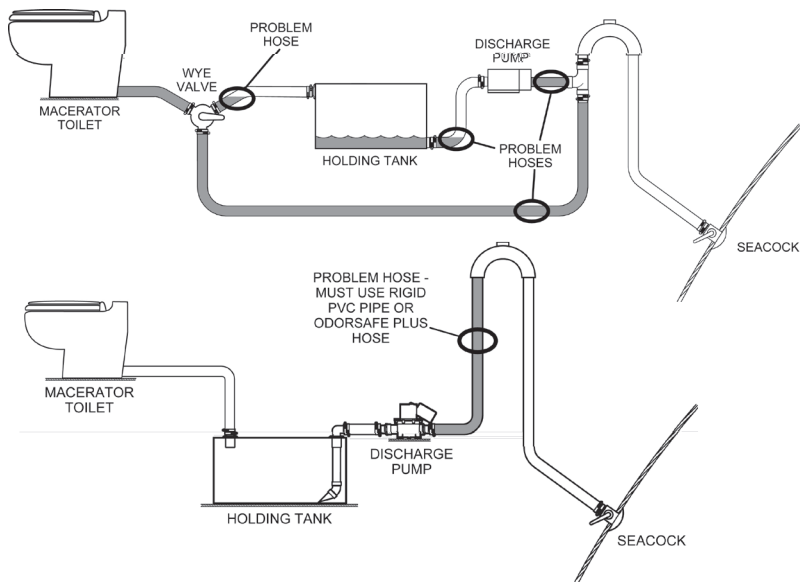 PROBLEM
HOSE
DISCHARGE
PUMP
WYE
VALVE
MACERATOR
TOILET
HOLDING TANK
PROBLEM
HOSES
SEACOCK
PROBLEM HOSE -
MUST USE RIGID
PVC PIPE OR
ODORSAFE PLUS
HOSE
MACERATOR
TOILET
DISCHARGE
PUMP
HOLDING TANK
SEACOCK